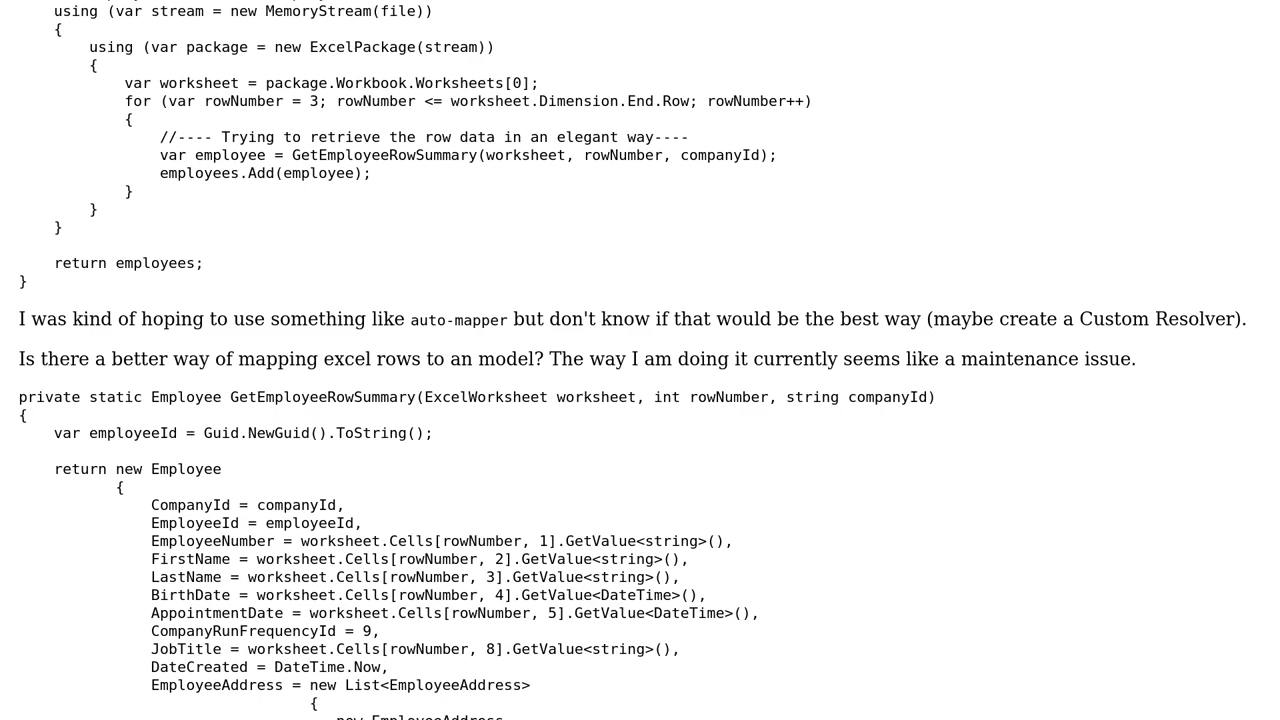 using (var stream = new MemoryStream(file))
{
using (var package = new ExcelPackage(stream))
{
var worksheet = package.Workbook.Worksheets[0];
for (var rowNumber = 3; rowNumber <= worksheet.Dimension.End.Row; rowNumber++)
{
//---- Trying to retrieve the row data in an elegant way----
var employee = GetEmployeeRowSummary(worksheet, rowNumber, companyId);
employees.Add(employee);
}
}
}
return employees;
}
I was kind of hoping to use something like auto-mapper but don't know if that would be the best way (maybe create a Custom Resolver).
Is there a better way of mapping excel rows to an model? The way I am doing it currently seems like a maintenance issue.
private static Employee GetEmployeeRowSummary(ExcelWorksheet worksheet, int rowNumber, string companyId)
{
var employeeId = Guid.NewGuid().ToString();
return new Employee
{
CompanyId = companyId,
EmployeeId = employeeId,
EmployeeNumber = worksheet.Cells[rowNumber, 1].GetValue<string>(),
FirstName = worksheet.Cells[rowNumber, 2].GetValue<string>(),
LastName = worksheet.Cells[rowNumber, 3].GetValue<string>(),
BirthDate = worksheet.Cells[rowNumber, 4].GetValue<DateTime>(),
AppointmentDate = worksheet.Cells[rowNumber, 5].GetValue<DateTime>(),
CompanyRunFrequencyId = 9,
JobTitle = worksheet.Cells[rowNumber, 8].GetValue<string>(),
DateCreated = DateTime.Now,
EmployeeAddress = new List<EmployeeAddress>
{
new EmployeeAddress